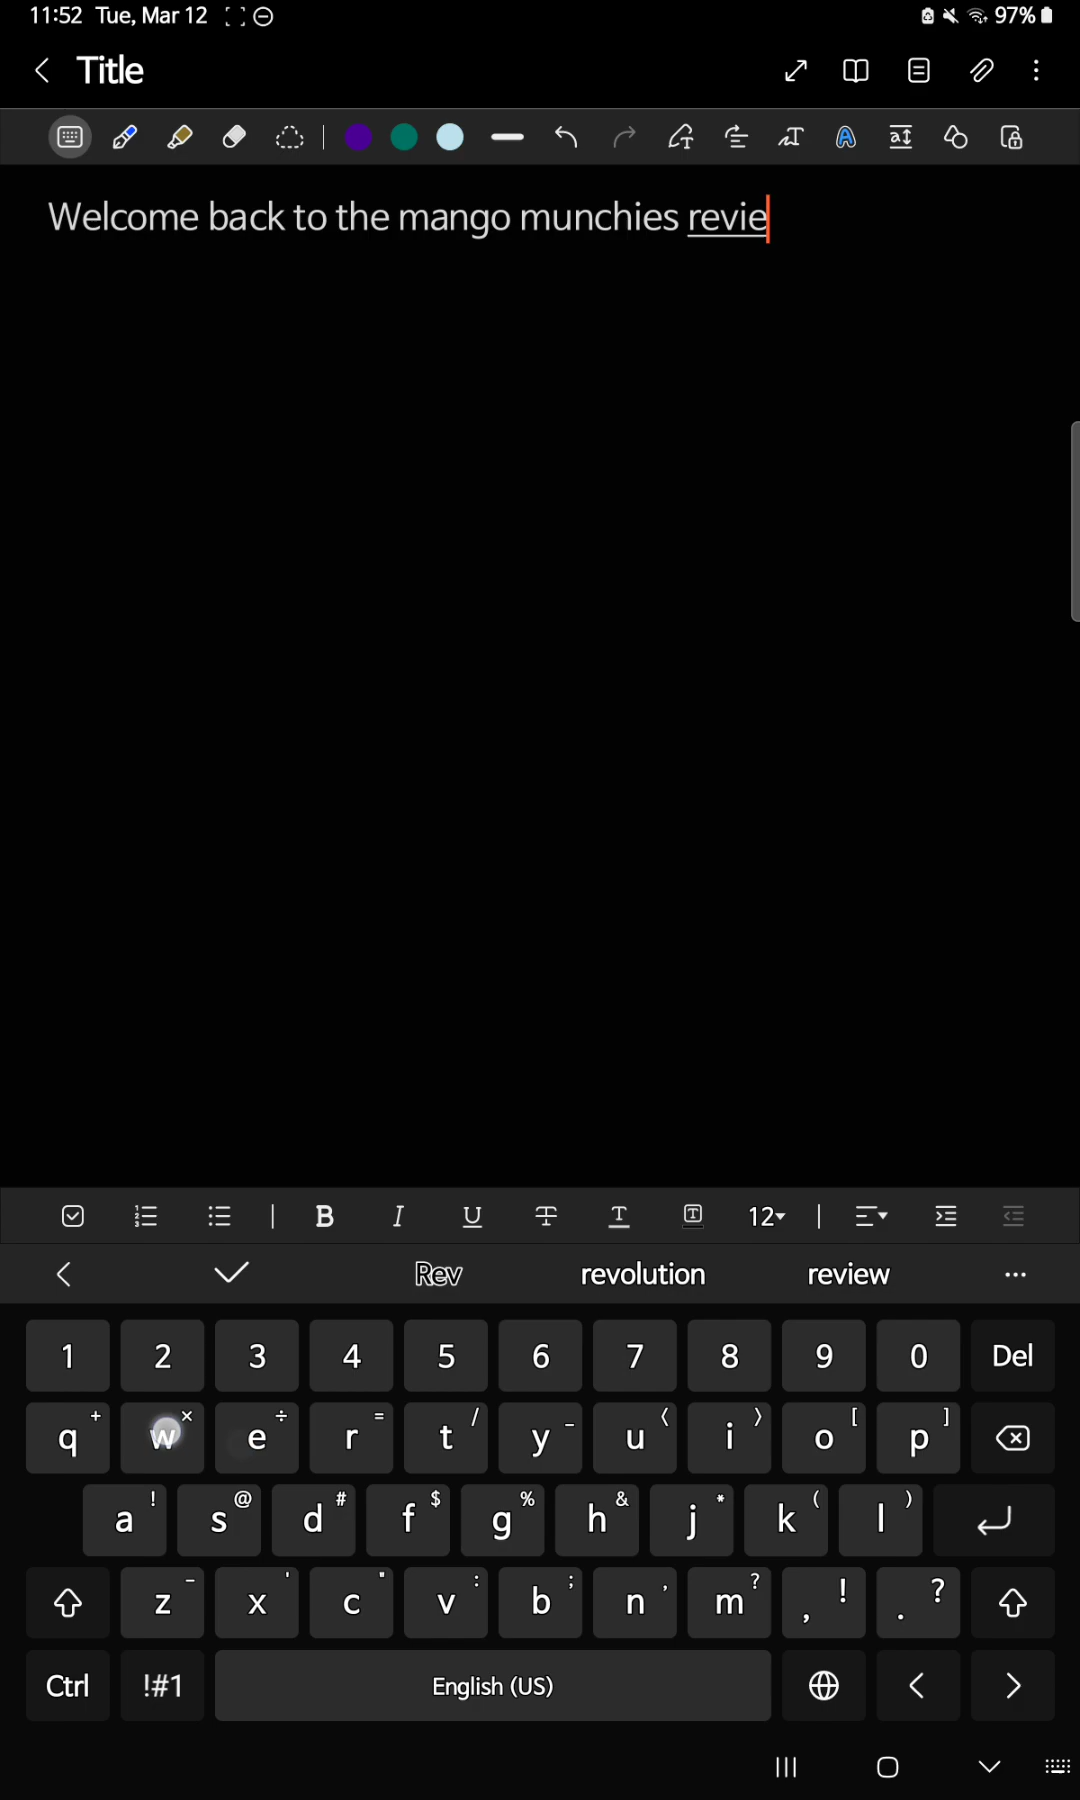 11:52 Tue, Mar 12 97%
Title
Welcome back to the mango munchies revie
B I U T T T 12
Rev revolution review ...
1 2 3 4 5 6 7 8 9 0 Del
q + w × e ÷ r = t / y - u ⟨ i ⟩ o [ p ]
a ! s @ d # f $ g % h & j * k ( l )
z - x ' c " v : b ; n , m ? , ! . ?
Ctrl !#1 English (US) < >